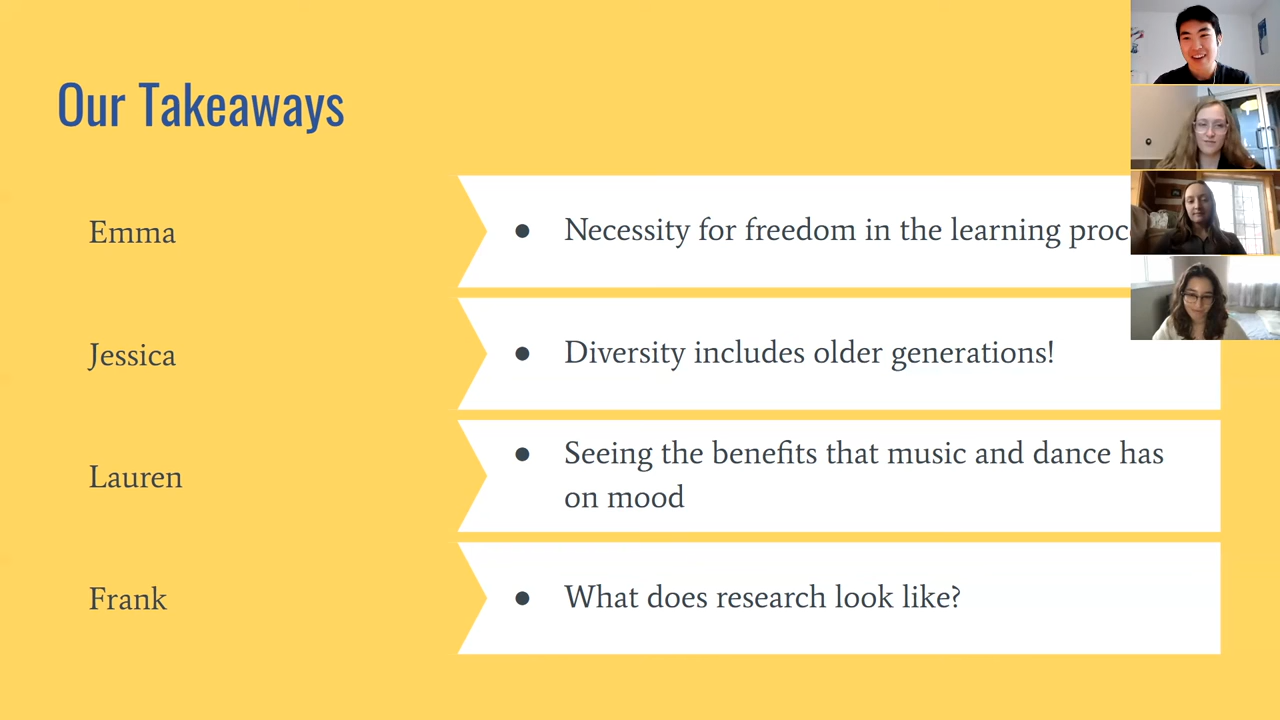 Our Takeaways
Emma
● Necessity for freedom in the learning
Jessica
● Diversity includes older generations!
Lauren
● Seeing the benefits that music and dance has
on mood
Frank
● What does research look like?